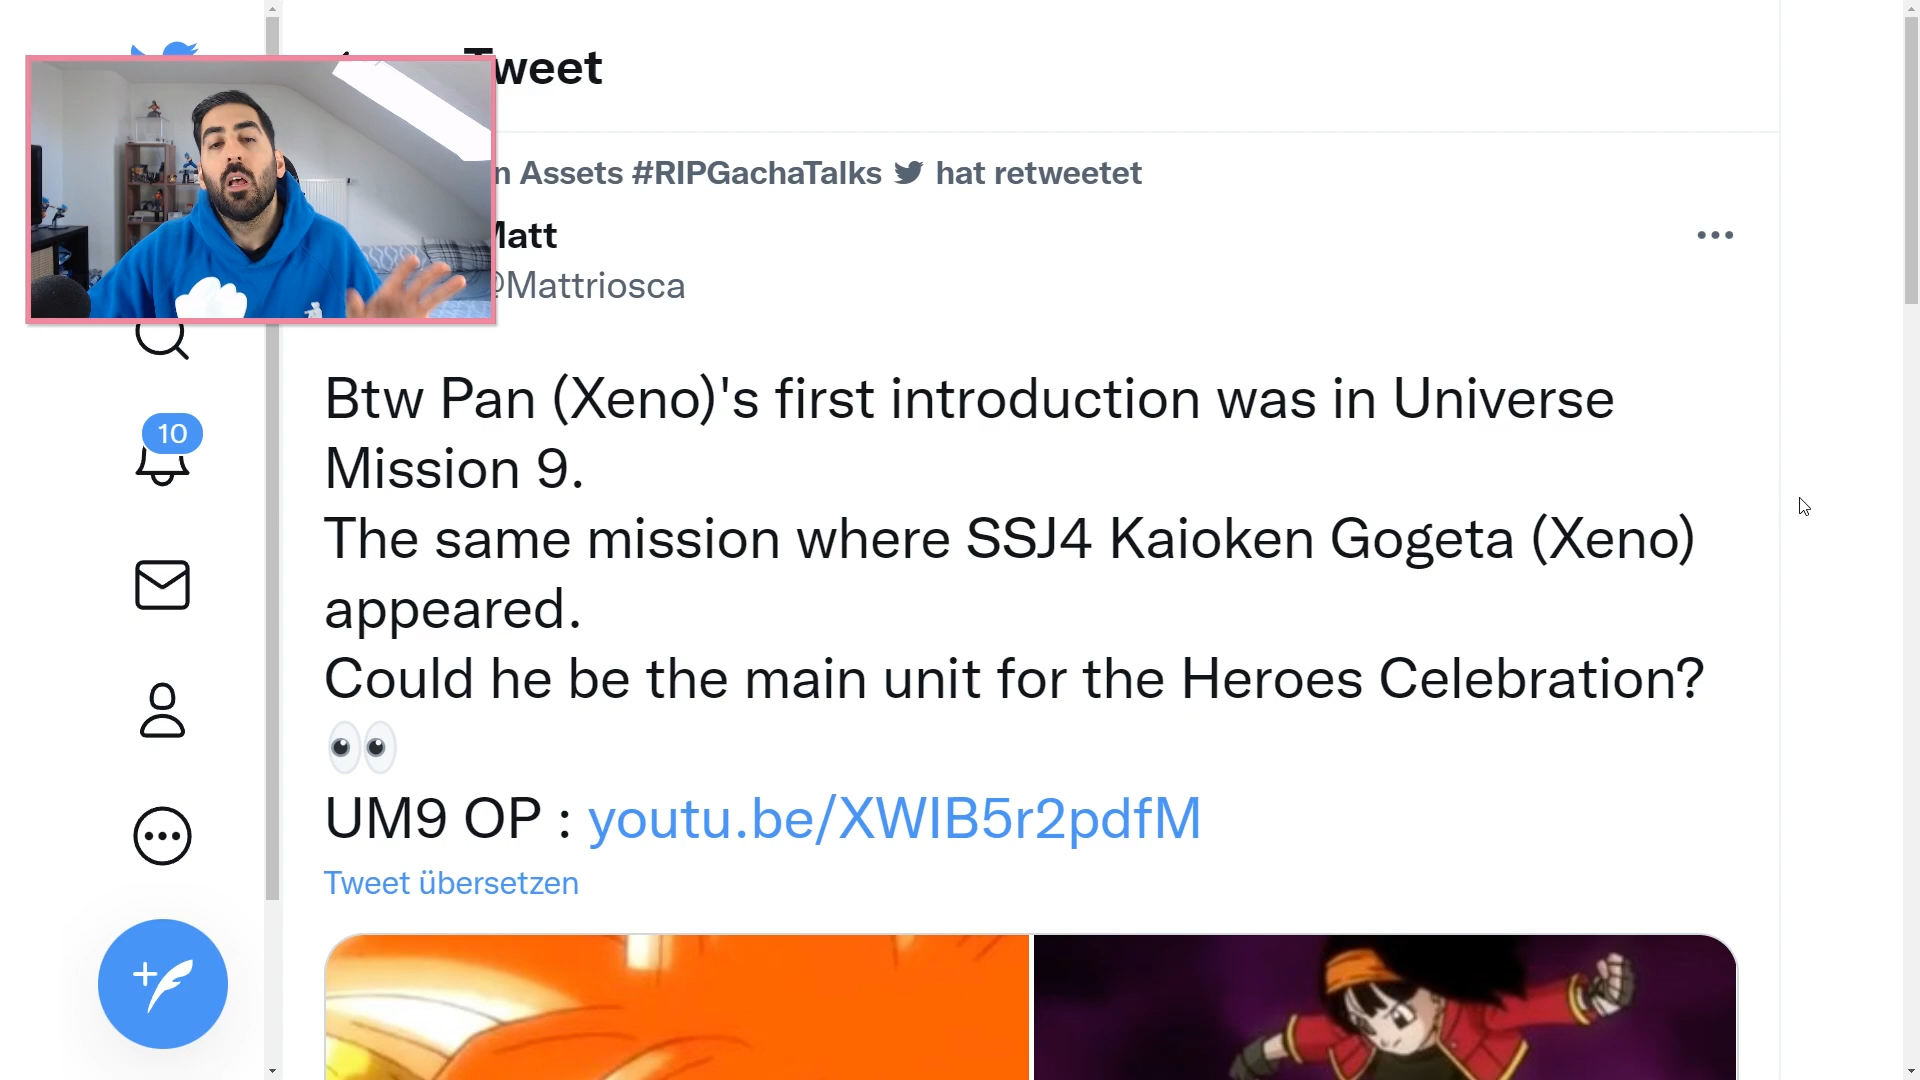 Tweet
n Assets #RIPGachaTalks hat retweetet
Matt
@Mattriosca
10
Btw Pan (Xeno)'s first introduction was in Universe
Mission 9.
The same mission where SSJ4 Kaioken Gogeta (Xeno)
appeared.
Could he be the main unit for the Heroes Celebration?
👀
UM9 OP : youtu.be/XWIB5r2pdfM
Tweet übersetzen